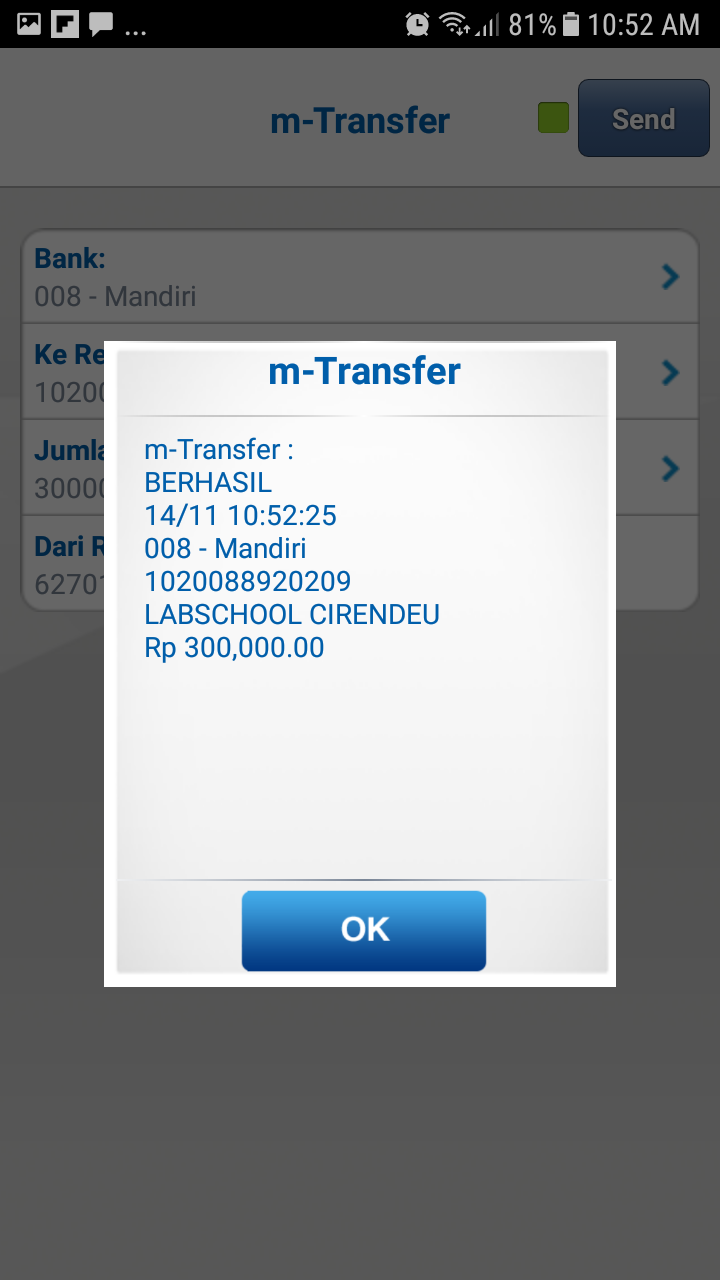 ... 81% 10:52 AM
m-Transfer Send
Bank:
008 - Mandiri
Ke Re
10200
Jumla
30000
Dari R
62701
m-Transfer
m-Transfer :
BERHASIL
14/11 10:52:25
008 - Mandiri
1020088920209
LABSCHOOL CIRENDEU
Rp 300,000.00
OK